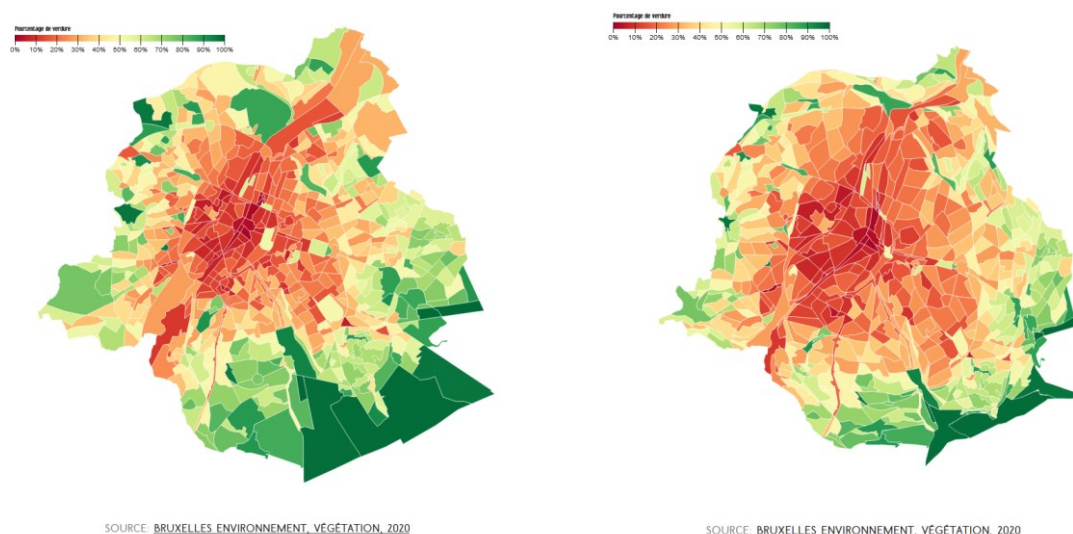 Pourcentage de verdure
0% 10% 20% 30% 40% 50% 60% 70% 80% 90% 100%
SOURCE: BRUXELLES ENVIRONNEMENT, VÉGÉTATION, 2020
Pourcentage de verdure
0% 10% 20% 30% 40% 50% 60% 70% 80% 90% 100%
SOURCE: BRUXELLES ENVIRONNEMENT, VÉGÉTATION, 2020